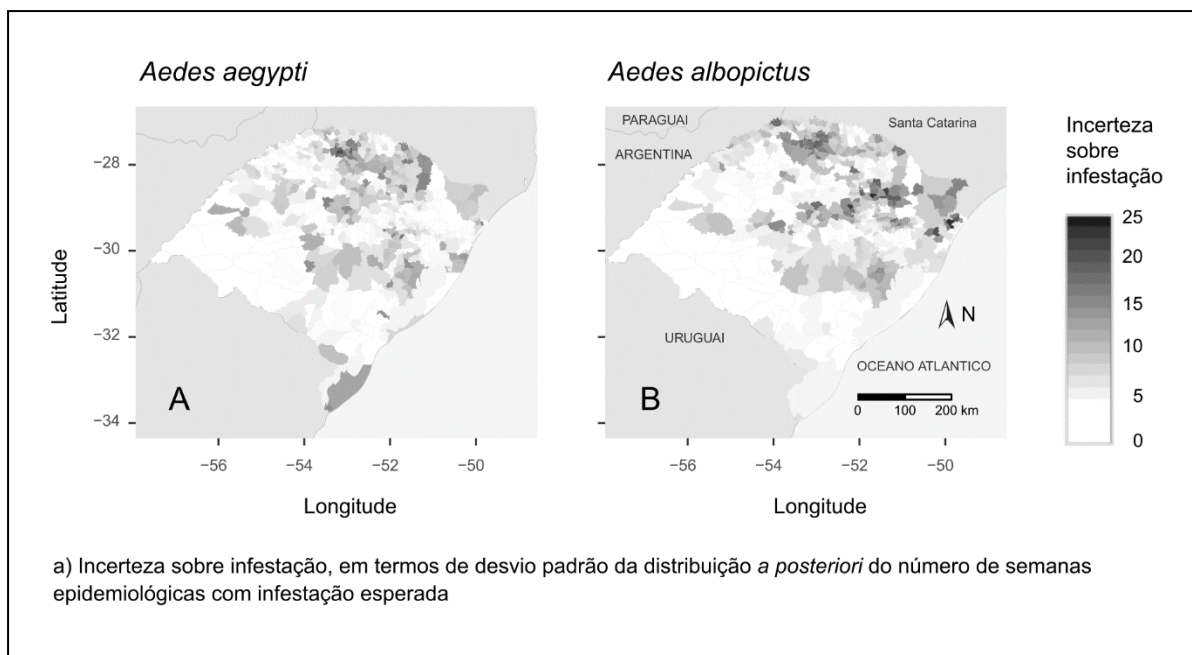 Aedes aegypti
Aedes albopictus
PARAGUAI
Santa Catarina
ARGENTINA
URUGUAI
OCEANO ATLANTICO
N
0 100 200 km
A
B
Latitude
−28
−30
−32
−34
−56 −54 −52 −50
−56 −54 −52 −50
Longitude
Longitude
Incerteza
sobre
infestação
25
20
15
10
5
0
a) Incerteza sobre infestação, em termos de desvio padrão da distribuição a posteriori do número de semanas
epidemiológicas com infestação esperada